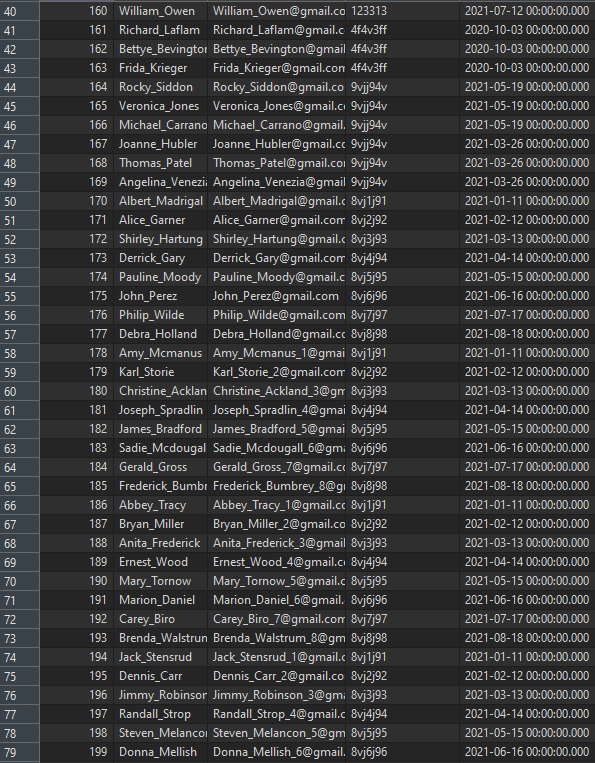 40 160 William_Owen William_Owen@gmail.co 123313 2021-07-12 00:00:00.000
41 161 Richard_Laflam Richard_Laflam@gmail.c 4f4v3ff 2020-10-03 00:00:00.000
42 162 Bettye_Bevington Bettye_Bevington@gmai 4f4v3ff 2020-10-03 00:00:00.000
43 163 Frida_Krieger Frida_Krieger@gmail.com 4f4v3ff 2020-10-03 00:00:00.000
44 164 Rocky_Siddon Rocky_Siddon@gmail.co 9vjj94v 2021-05-19 00:00:00.000
45 165 Veronica_Jones Veronica_Jones@gmail.c 9vjj94v 2021-05-19 00:00:00.000
46 166 Michael_Carrano Michael_Carrano@gmail. 9vjj94v 2021-05-19 00:00:00.000
47 167 Joanne_Hubler Joanne_Hubler@gmail.c 9vjj94v 2021-03-26 00:00:00.000
48 168 Thomas_Patel Thomas_Patel@gmail.co 9vjj94v 2021-03-26 00:00:00.000
49 169 Angelina_Venezi Angelina_Venezia@gmail 9vjj94v 2021-03-26 00:00:00.000
50 170 Albert_Madrigal Albert_Madrigal@gmail. 8vj1j91 2021-01-11 00:00:00.000
51 171 Alice_Garner Alice_Garner@gmail.com 8vj2j92 2021-02-12 00:00:00.000
52 172 Shirley_Hartung Shirley_Hartung@gmail. 8vj3j93 2021-03-13 00:00:00.000
53 173 Derrick_Gary Derrick_Gary@gmail.com 8vj4j94 2021-04-14 00:00:00.000
54 174 Pauline_Moody Pauline_Moody@gmail.c 8vj5j95 2021-05-15 00:00:00.000
55 175 John_Perez John_Perez@gmail.com 8vj6j96 2021-06-16 00:00:00.000
56 176 Philip_Wilde Philip_Wilde@gmail.com 8vj7j97 2021-07-17 00:00:00.000
57 177 Debra_Holland Debra_Holland@gmail.c 8vj8j98 2021-08-18 00:00:00.000
58 178 Amy_Mcmanus Amy_Mcmanus_1@gmai 8vj1j91 2021-01-11 00:00:00.000
59 179 Karl_Storie Karl_Storie_2@gmail.com 8vj2j92 2021-02-12 00:00:00.000
60 180 Christine_Acklan Christine_Ackland_3@gm 8vj3j93 2021-03-13 00:00:00.000
61 181 Joseph_Spradlin Joseph_Spradlin_4@gma 8vj4j94 2021-04-14 00:00:00.000
62 182 James_Bradford James_Bradford_5@gmai 8vj5j95 2021-05-15 00:00:00.000
63 183 Sadie_Mcdougall Sadie_Mcdougall_6@gm 8vj6j96 2021-06-16 00:00:00.000
64 184 Gerald_Gross Gerald_Gross_7@gmail.c 8vj7j97 2021-07-17 00:00:00.000
65 185 Frederick_Bumbr Frederick_Bumbrey_8@g 8vj8j98 2021-08-18 00:00:00.000
66 186 Abbey_Tracy Abbey_Tracy_1@gmail.c 8vj1j91 2021-01-11 00:00:00.000
67 187 Bryan_Miller Bryan_Miller_2@gmail.co 8vj2j92 2021-02-12 00:00:00.000
68 188 Anita_Frederick Anita_Frederick_3@gmail 8vj3j93 2021-03-13 00:00:00.000
69 189 Ernest_Wood Ernest_Wood_4@gmail.c 8vj4j94 2021-04-14 00:00:00.000
70 190 Mary_Tornow Mary_Tornow_5@gmail. 8vj5j95 2021-05-15 00:00:00.000
71 191 Marion_Daniel Marion_Daniel_6@gmail. 8vj6j96 2021-06-16 00:00:00.000
72 192 Carey_Biro Carey_Biro_7@gmail.com 8vj7j97 2021-07-17 00:00:00.000
73 193 Brenda_Walstrun Brenda_Walstrum_8@gm 8vj8j98 2021-08-18 00:00:00.000
74 194 Jack_Stensrud Jack_Stensrud_1@gmail.c 8vj1j91 2021-01-11 00:00:00.000
75 195 Dennis_Carr Dennis_Carr_2@gmail.co 8vj2j92 2021-02-12 00:00:00.000
76 196 Jimmy_Robinson Jimmy_Robinson_3@gma 8vj3j93 2021-03-13 00:00:00.000
77 197 Randall_Strop Randall_Strop_4@gmail.c 8vj4j94 2021-04-14 00:00:00.000
78 198 Steven_Melancor Steven_Melancon_5@gm 8vj5j95 2021-05-15 00:00:00.000
79 199 Donna_Mellish Donna_Mellish_6@gmail. 8vj6j96 2021-06-16 00:00:00.000